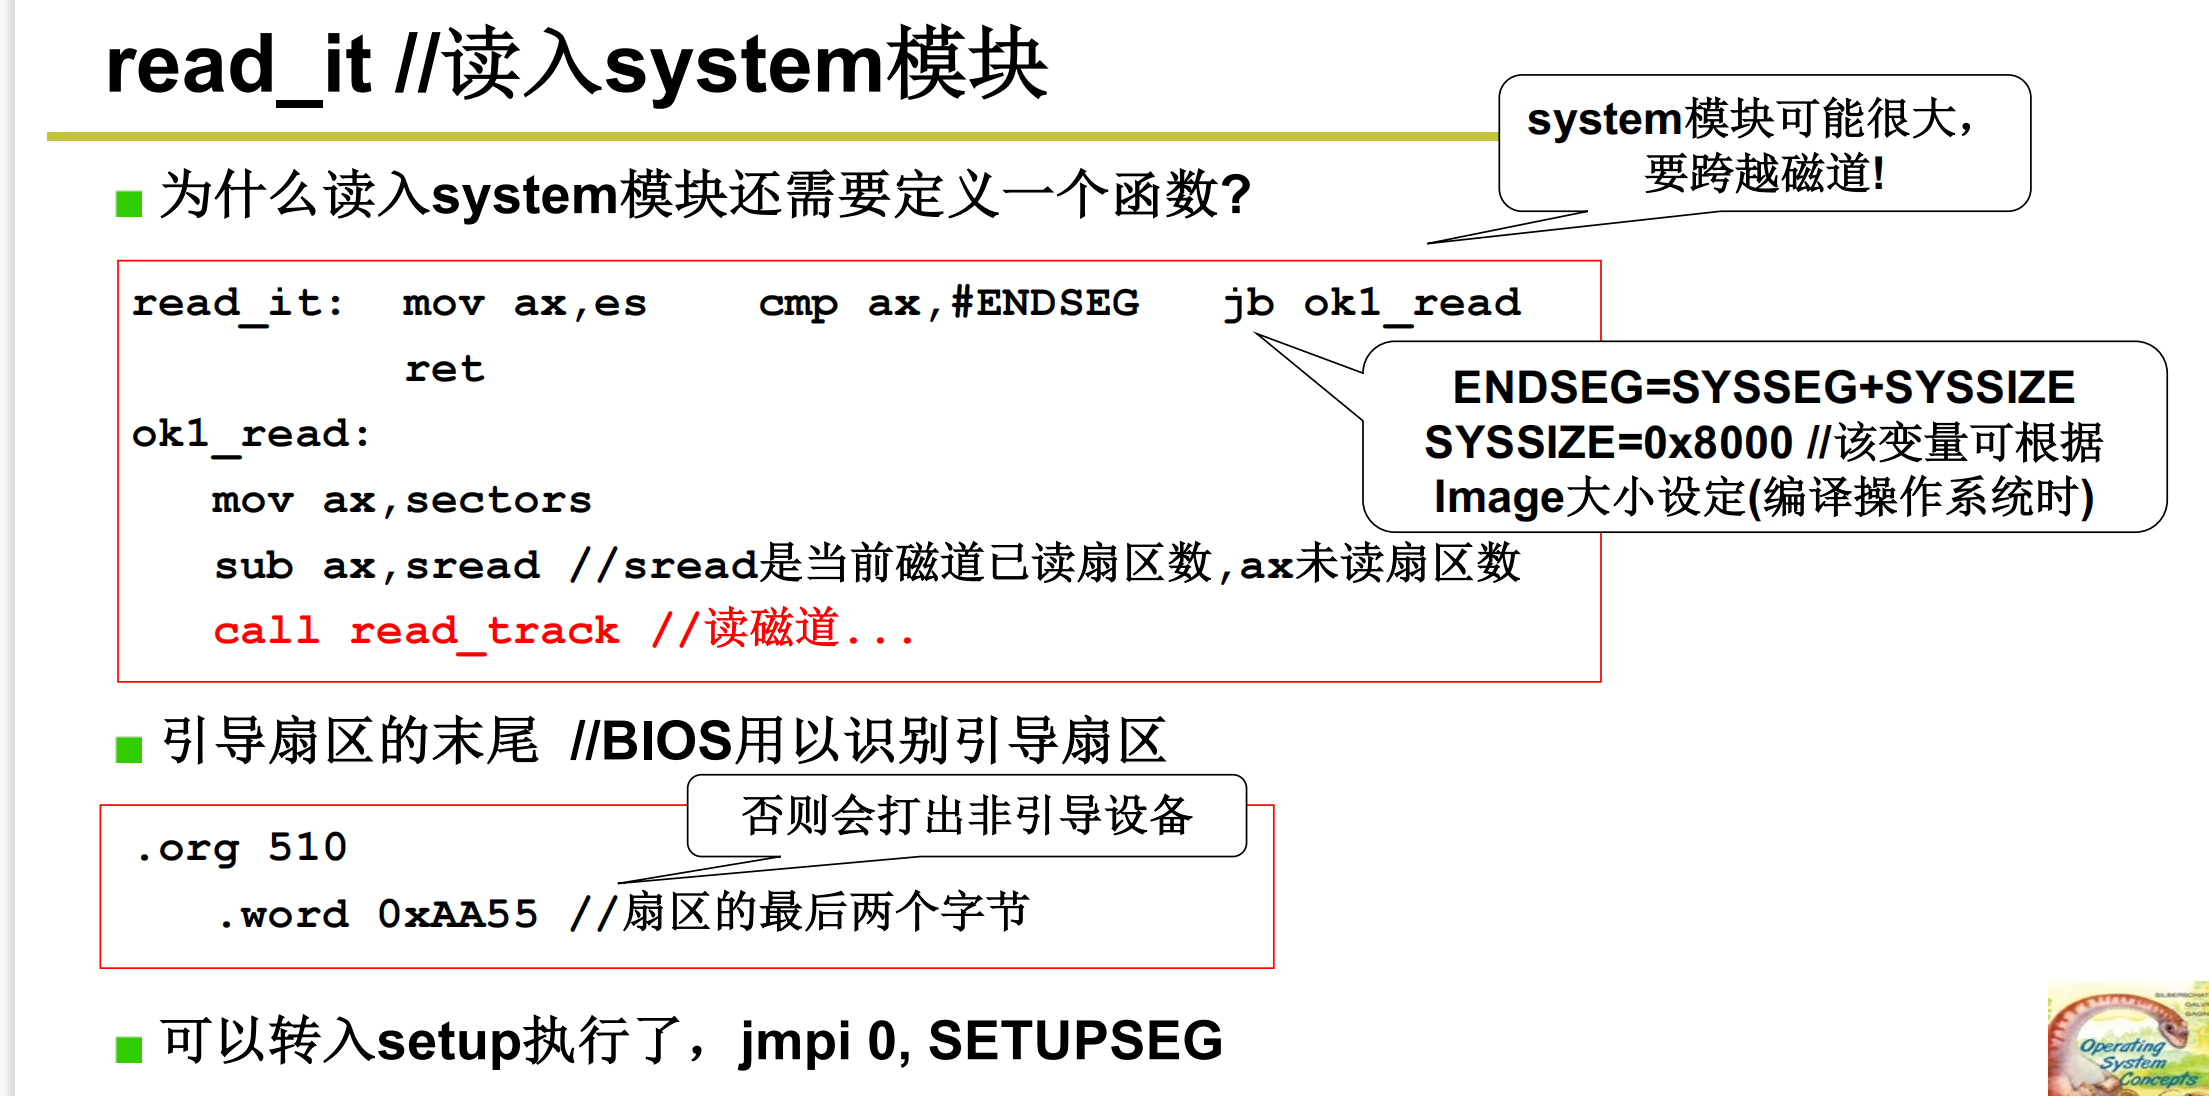 read_it //读入system模块
system模块可能很大，
要跨越磁道!
为什么读入system模块还需要定义一个函数?
read_it: mov ax,es cmp ax,#ENDSEG jb ok1_read
ret
ENDSEG=SYSSEG+SYSSIZE
SYSSIZE=0x8000 //该变量可根据
Image大小设定(编译操作系统时)
ok1_read:
mov ax,sectors
sub ax,sread //sread是当前磁道已读扇区数,ax未读扇区数
call read_track //读磁道...
引导扇区的末尾 //BIOS用以识别引导扇区
否则会打出非引导设备
.org 510
.word 0xAA55 //扇区的最后两个字节
可以转入setup执行了，jmpi 0, SETUPSEG
Operating
System
Concepts